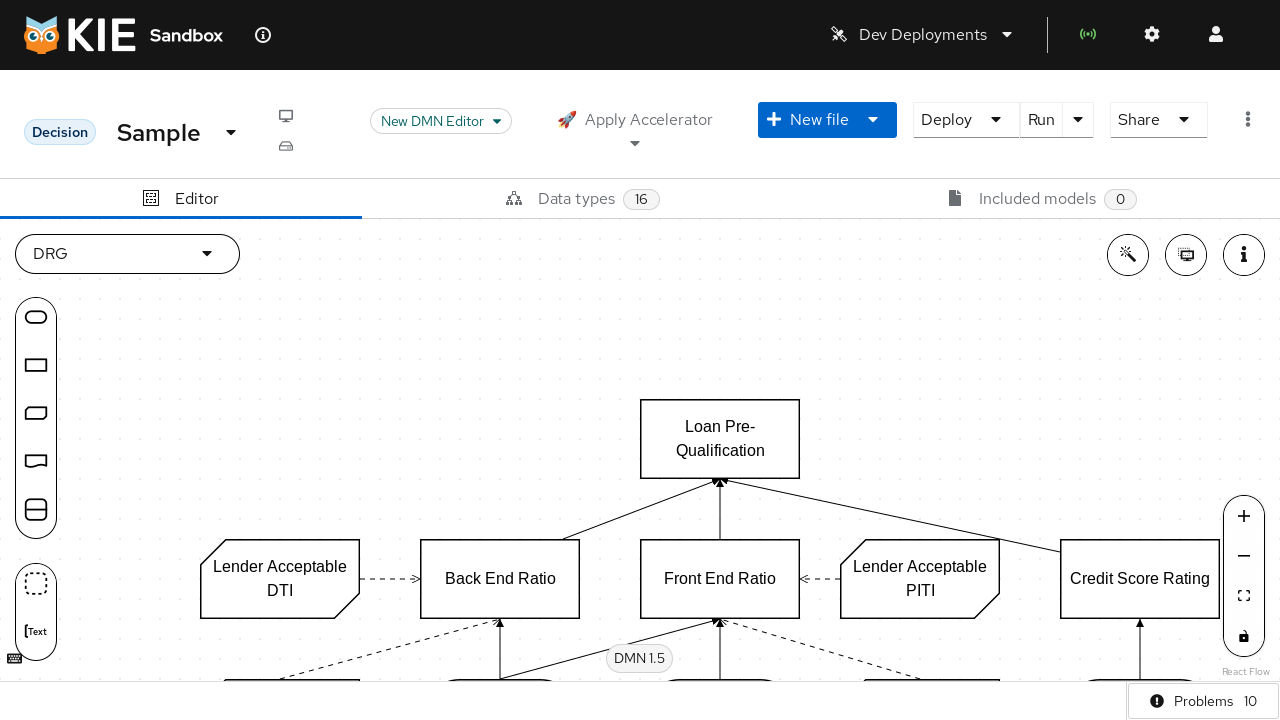 KIE Sandbox
Dev Deployments
Decision
Sample
New DMN Editor
Apply Accelerator
New file
Deploy
Run
Share
Editor
Data types 16
Included models 0
DRG
Loan Pre-
Qualification
Lender Acceptable
DTI
Back End Ratio
Front End Ratio
Lender Acceptable
PITI
Credit Score Rating
Text
DMN 1.5
React Flow
Problems 10